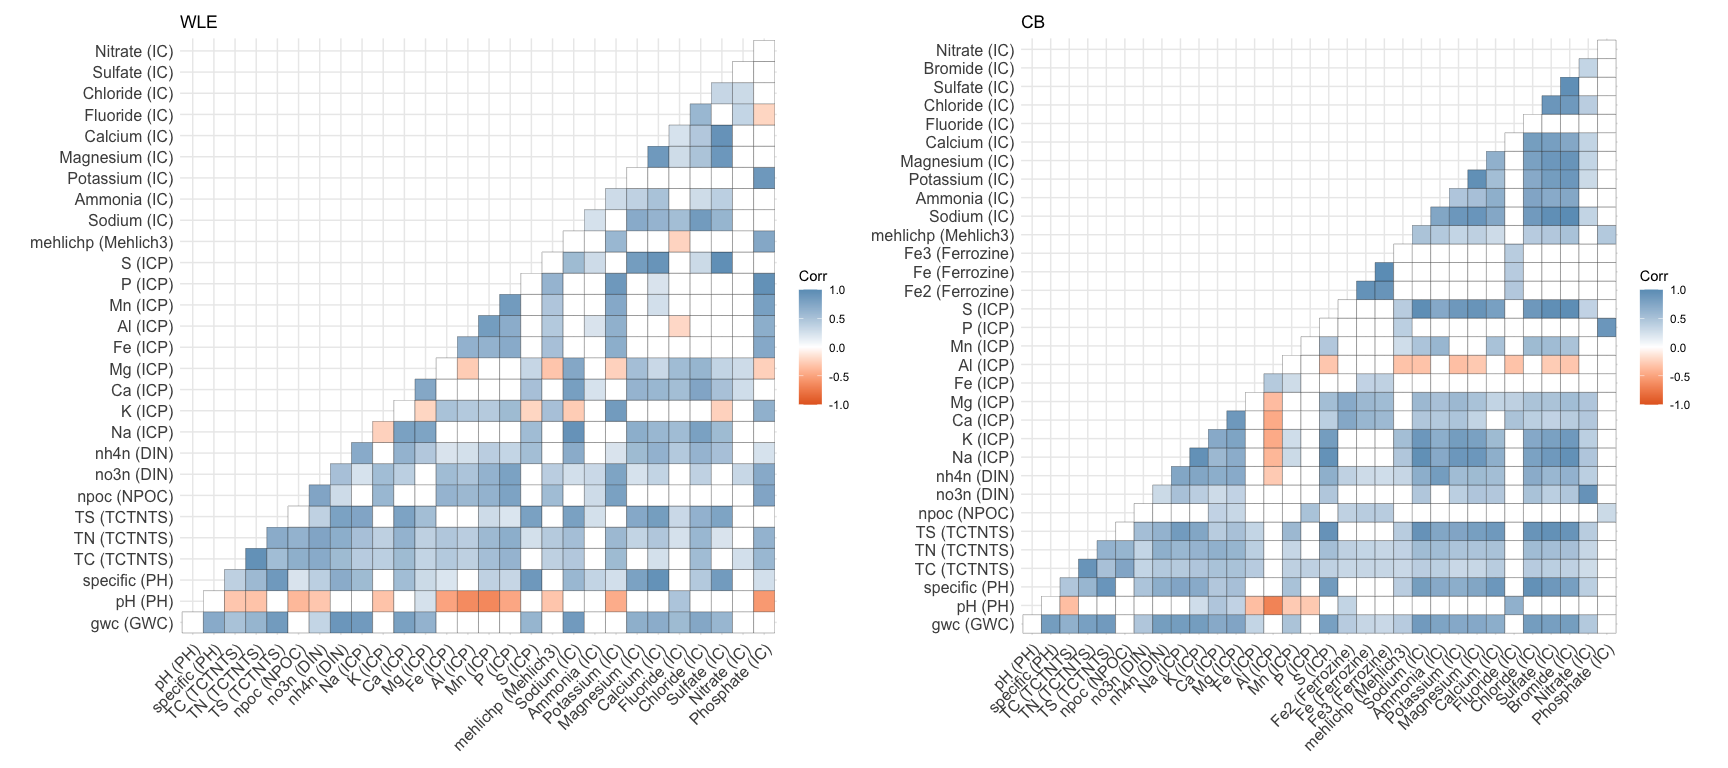 WLE
Nitrate (IC)
Sulfate (IC)
Chloride (IC)
Fluoride (IC)
Calcium (IC)
Magnesium (IC)
Potassium (IC)
Ammonia (IC)
Sodium (IC)
mehlichp (Mehlich3)
S (ICP)
P (ICP)
Mn (ICP)
Al (ICP)
Fe (ICP)
Mg (ICP)
Ca (ICP)
K (ICP)
Na (ICP)
nh4n (DIN)
no3n (DIN)
npoc (NPOC)
TS (TCTNTS)
TN (TCTNTS)
TC (TCTNTS)
specific (PH)
pH (PH)
gwc (GWC)
pH (PH)
specific (PH)
TC (TCTNTS)
TN (TCTNTS)
TS (TCTNTS)
npoc (NPOC)
no3n (DIN)
nh4n (DIN)
Na (ICP)
K (ICP)
Ca (ICP)
Mg (ICP)
Fe (ICP)
Al (ICP)
Mn (ICP)
P (ICP)
S (ICP)
mehlichp (Mehlich3)
Sodium (IC)
Ammonia (IC)
Potassium (IC)
Magnesium (IC)
Calcium (IC)
Fluoride (IC)
Chloride (IC)
Sulfate (IC)
Nitrate (IC)
Phosphate (IC)
Corr
1.0
0.5
0.0
-0.5
-1.0
CB
Nitrate (IC)
Bromide (IC)
Sulfate (IC)
Chloride (IC)
Fluoride (IC)
Calcium (IC)
Magnesium (IC)
Potassium (IC)
Ammonia (IC)
Sodium (IC)
mehlichp (Mehlich3)
Fe3 (Ferrozine)
Fe (Ferrozine)
Fe2 (Ferrozine)
S (ICP)
P (ICP)
Mn (ICP)
Al (ICP)
Fe (ICP)
Mg (ICP)
Ca (ICP)
K (ICP)
Na (ICP)
nh4n (DIN)
no3n (DIN)
npoc (NPOC)
TS (TCTNTS)
TN (TCTNTS)
TC (TCTNTS)
specific (PH)
pH (PH)
gwc (GWC)
pH (PH)
specific (PH)
TC (TCTNTS)
TN (TCTNTS)
TS (TCTNTS)
npoc (NPOC)
no3n (DIN)
nh4n (DIN)
Na (ICP)
K (ICP)
Ca (ICP)
Mg (ICP)
Fe (ICP)
Al (ICP)
Mn (ICP)
P (ICP)
S (ICP)
Fe2 (Ferrozine)
Fe (Ferrozine)
Fe3 (Ferrozine)
mehlichp (Mehlich3)
Sodium (IC)
Ammonia (IC)
Potassium (IC)
Magnesium (IC)
Calcium (IC)
Fluoride (IC)
Chloride (IC)
Sulfate (IC)
Bromide (IC)
Nitrate (IC)
Phosphate (IC)
Corr
1.0
0.5
0.0
-0.5
-1.0